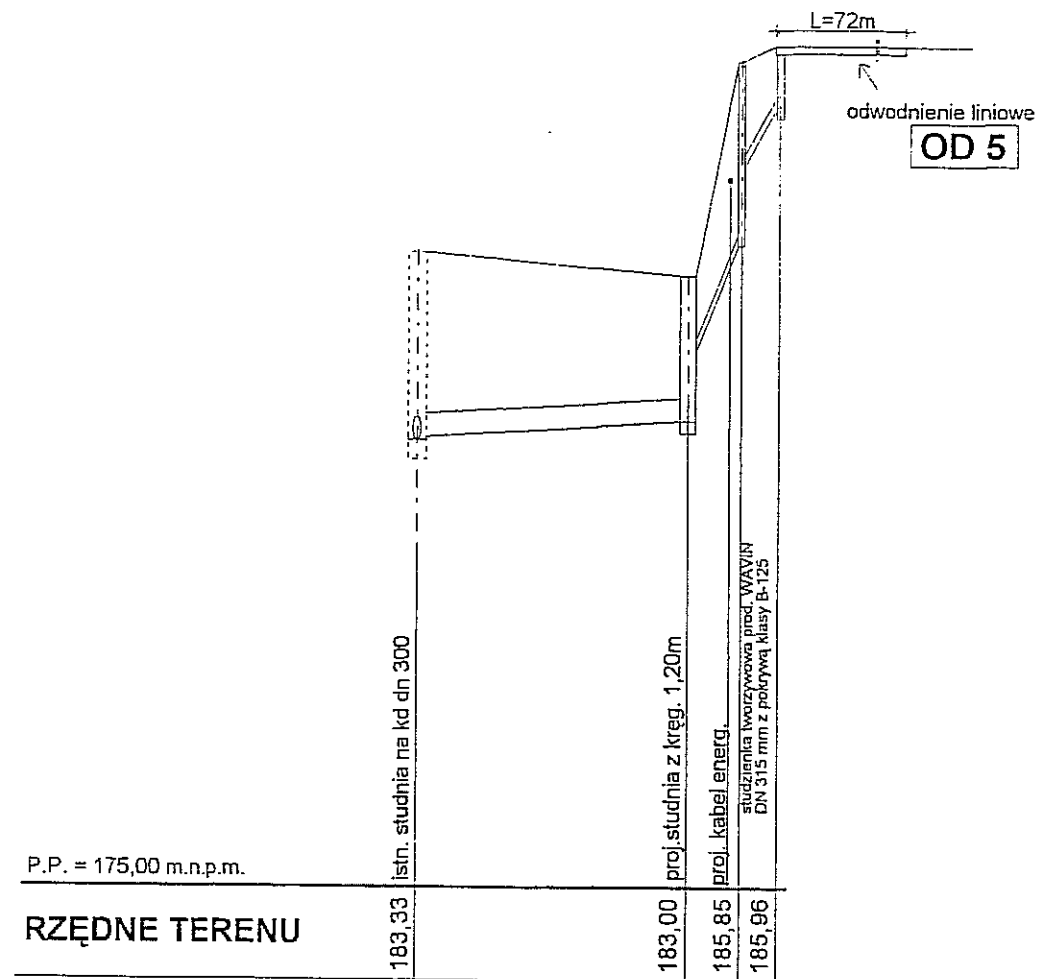 L=72m
odwodnienie liniowe
OD 5
istn. studnia na kd dn 300
proj.studnia z kręg. 1,20m
proj. kabel energ.
studzienka tworzywowa prod. WAVIN
DN 315 mm z pokrywą klasy B-125
P.P. = 175,00 m.n.p.m.
RZĘDNE TERENU
183,33
183,00
185,85
185,96